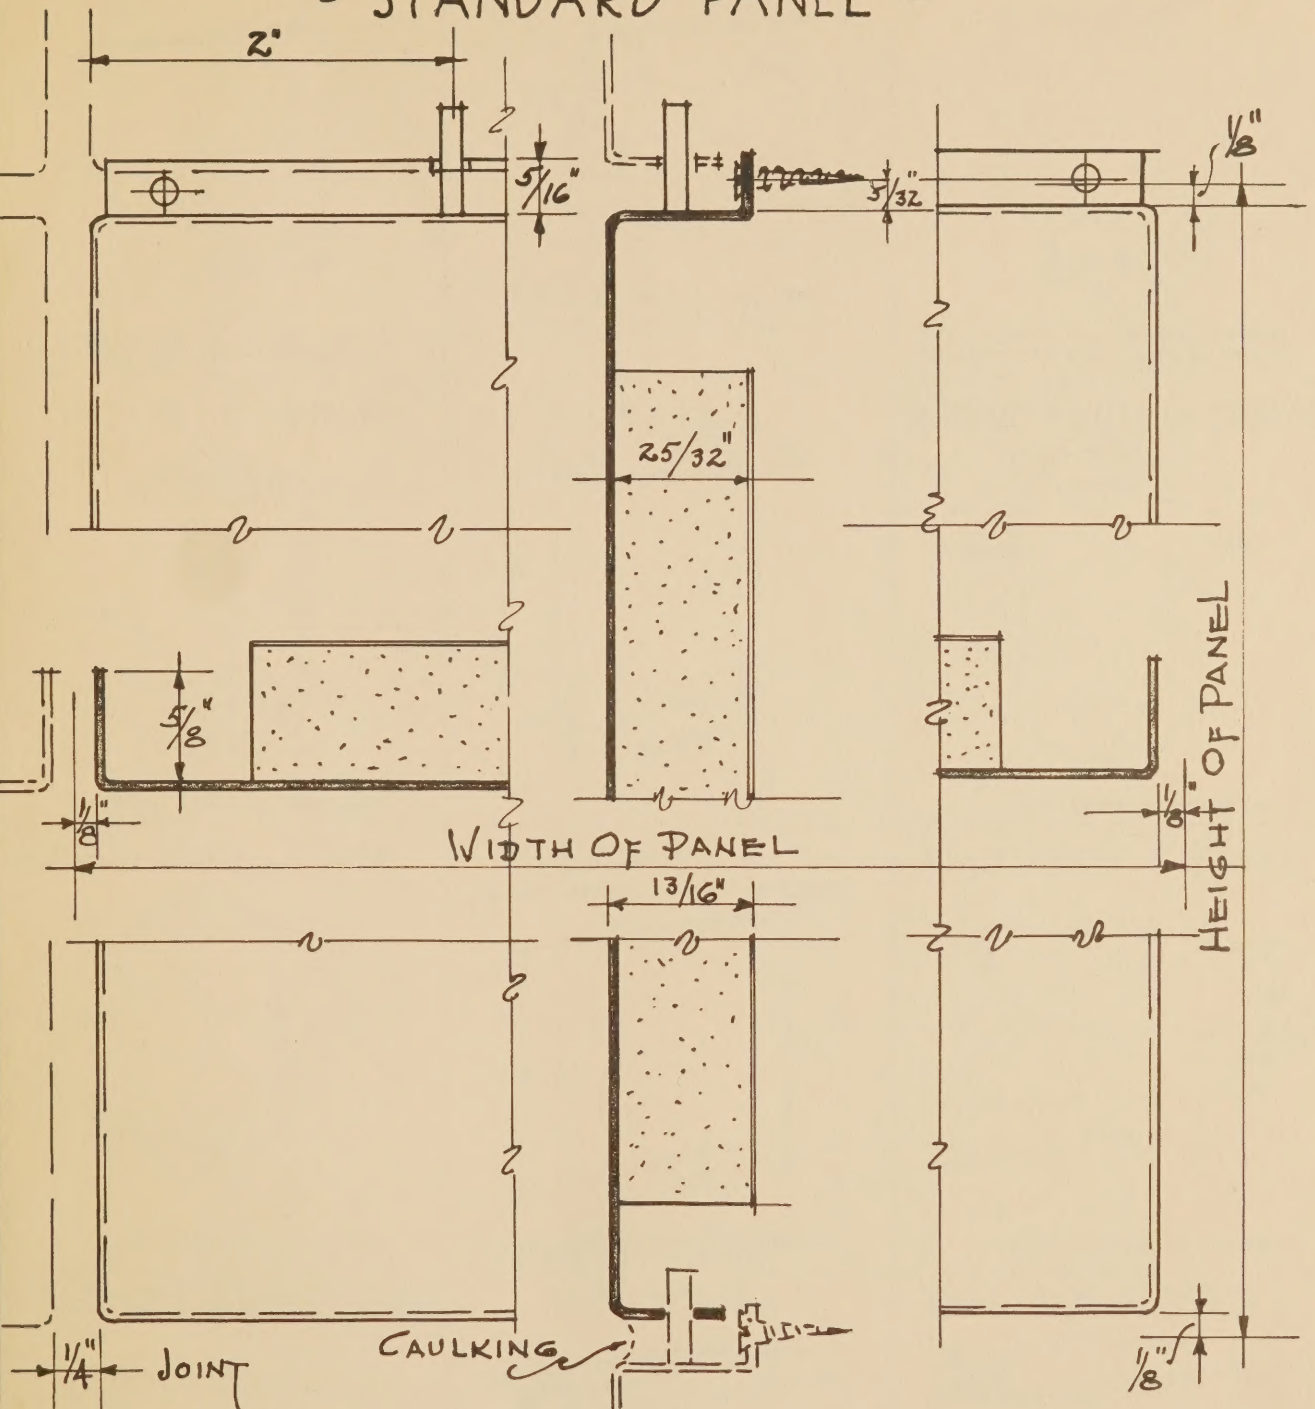 STANDARD PANEL
2"
1/8"
5/16"
5/32"
25/32"
5/8"
1/8"
1/8"
WIDTH OF PANEL
HEIGHT OF PANEL
13/16"
CAULKING
1/4" JOINT
1/8"